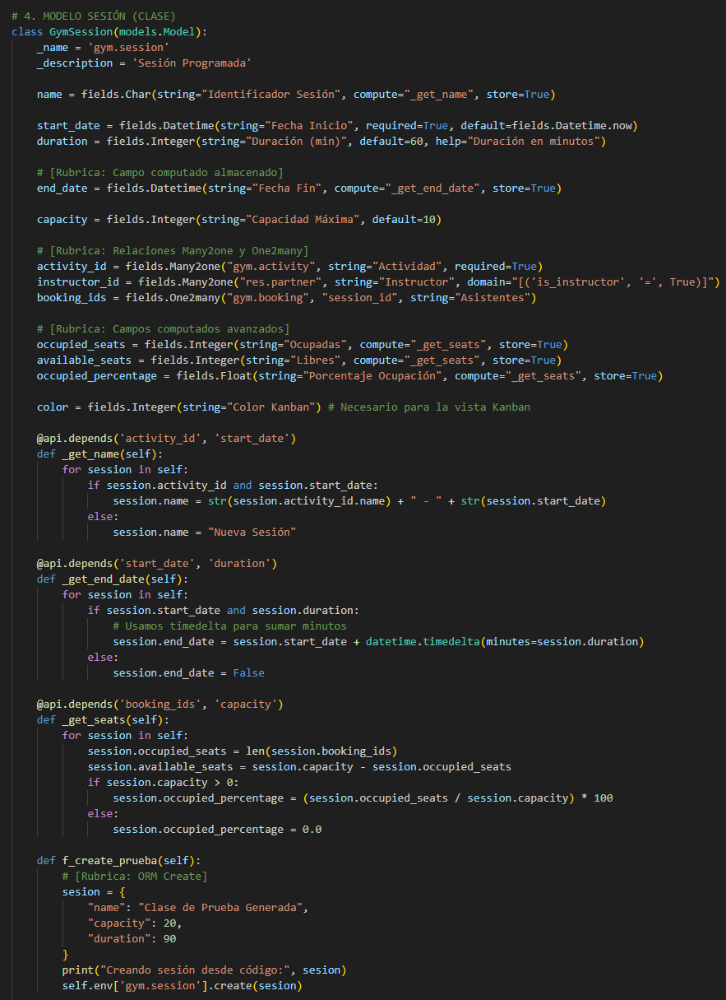 # 4. MODELO SESIÓN (CLASE)
class GymSession(models.Model):
    _name = 'gym.session'
    _description = 'Sesión Programada'

    name = fields.Char(string="Identificador Sesión", compute="_get_name", store=True)

    start_date = fields.Datetime(string="Fecha Inicio", required=True, default=fields.Datetime.now)
    duration = fields.Integer(string="Duración (min)", default=60, help="Duración en minutos")

    # [Rubrica: Campo computado almacenado]
    end_date = fields.Datetime(string="Fecha Fin", compute="_get_end_date", store=True)

    capacity = fields.Integer(string="Capacidad Máxima", default=10)

    # [Rubrica: Relaciones Many2one y One2many]
    activity_id = fields.Many2one("gym.activity", string="Actividad", required=True)
    instructor_id = fields.Many2one("res.partner", string="Instructor", domain="[('is_instructor', '=', True)]")
    booking_ids = fields.One2many("gym.booking", "session_id", string="Asistentes")

    # [Rubrica: Campos computados avanzados]
    occupied_seats = fields.Integer(string="Ocupadas", compute="_get_seats", store=True)
    available_seats = fields.Integer(string="Libres", compute="_get_seats", store=True)
    occupied_percentage = fields.Float(string="Porcentaje Ocupación", compute="_get_seats", store=True)

    color = fields.Integer(string="Color Kanban") # Necesario para la vista Kanban

    @api.depends('activity_id', 'start_date')
    def _get_name(self):
        for session in self:
            if session.activity_id and session.start_date:
                session.name = str(session.activity_id.name) + " - " + str(session.start_date)
            else:
                session.name = "Nueva Sesión"

    @api.depends('start_date', 'duration')
    def _get_end_date(self):
        for session in self:
            if session.start_date and session.duration:
                # Usamos timedelta para sumar minutos
                session.end_date = session.start_date + datetime.timedelta(minutes=session.duration)
            else:
                session.end_date = False

    @api.depends('booking_ids', 'capacity')
    def _get_seats(self):
        for session in self:
            session.occupied_seats = len(session.booking_ids)
            session.available_seats = session.capacity - session.occupied_seats
            if session.capacity > 0:
                session.occupied_percentage = (session.occupied_seats / session.capacity) * 100
            else:
                session.occupied_percentage = 0.0

    def f_create_prueba(self):
        # [Rubrica: ORM Create]
        sesion = {
            "name": "Clase de Prueba Generada",
            "capacity": 20,
            "duration": 90
        }
        print("Creando sesión desde código:", sesion)
        self.env['gym.session'].create(sesion)